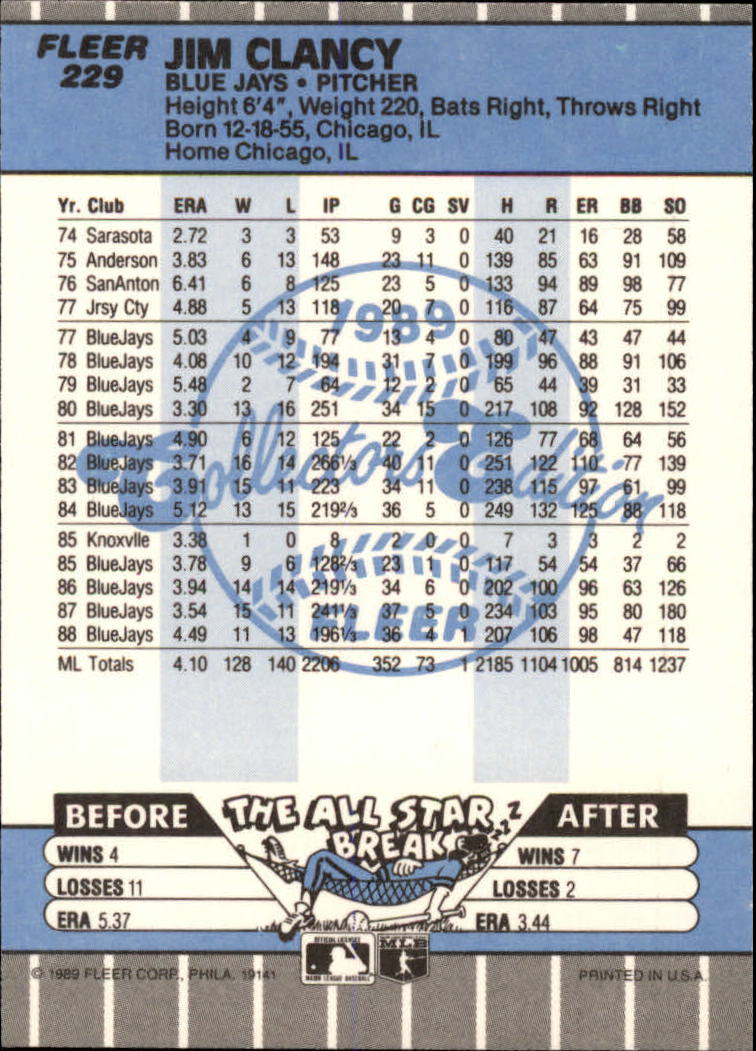 FLEER
229
JIM CLANCY
BLUE JAYS • PITCHER
Height 6'4", Weight 220, Bats Right, Throws Right
Born 12-18-55, Chicago, IL
Home Chicago, IL
Yr. Club ERA W L IP G CG SV H R ER BB SO
74 Sarasota 2.72 3 3 53 9 3 0 40 21 16 28 58
75 Anderson 3.83 6 13 148 23 11 0 139 85 63 91 109
76 SanAnton 6.41 6 8 125 23 5 0 133 94 89 98 77
77 Jrsy Cty 4.88 5 13 118 20 7 0 116 87 64 75 99
77 BlueJays 5.03 4 9 77 13 4 0 80 47 43 47 44
78 BlueJays 4.08 10 12 194 31 7 0 199 96 88 91 106
79 BlueJays 5.48 2 7 64 12 2 0 65 44 39 31 33
80 BlueJays 3.30 13 16 251 34 15 0 217 108 92 128 152
81 BlueJays 4.90 6 12 125 22 2 0 126 77 68 64 56
82 BlueJays 3.71 16 14 266⅓ 40 11 0 251 122 110 77 139
83 BlueJays 3.91 15 11 223 34 11 0 238 115 97 61 99
84 BlueJays 5.12 13 15 219⅔ 36 5 0 249 132 125 88 118
85 Knoxvlle 3.38 1 0 8 2 0 0 7 3 3 2 2
85 BlueJays 3.78 9 6 128⅔ 23 1 0 117 54 54 37 66
86 BlueJays 3.94 14 14 219⅓ 34 6 0 202 100 96 63 126
87 BlueJays 3.54 15 11 241⅓ 37 5 0 234 103 95 80 180
88 BlueJays 4.49 11 13 196⅓ 36 4 1 207 106 98 47 118
ML Totals 4.10 128 140 2206 352 73 1 2185 1104 1005 814 1237
1989
Collectors Edition
FLEER
BEFORE THE ALL STAR BREAK ZZZ AFTER
WINS 4 WINS 7
LOSSES 11 LOSSES 2
ERA 5.37 ERA 3.44
OFFICIAL LICENSEE
MAJOR LEAGUE BASEBALL
MLB
© 1989 FLEER CORP., PHILA. 19141 PRINTED IN U.S.A.